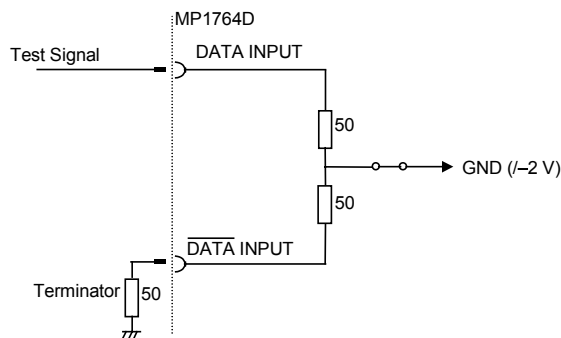 MP1764D
Test Signal
DATA INPUT
50
GND (/–2 V)
50
DATA INPUT
Terminator
50